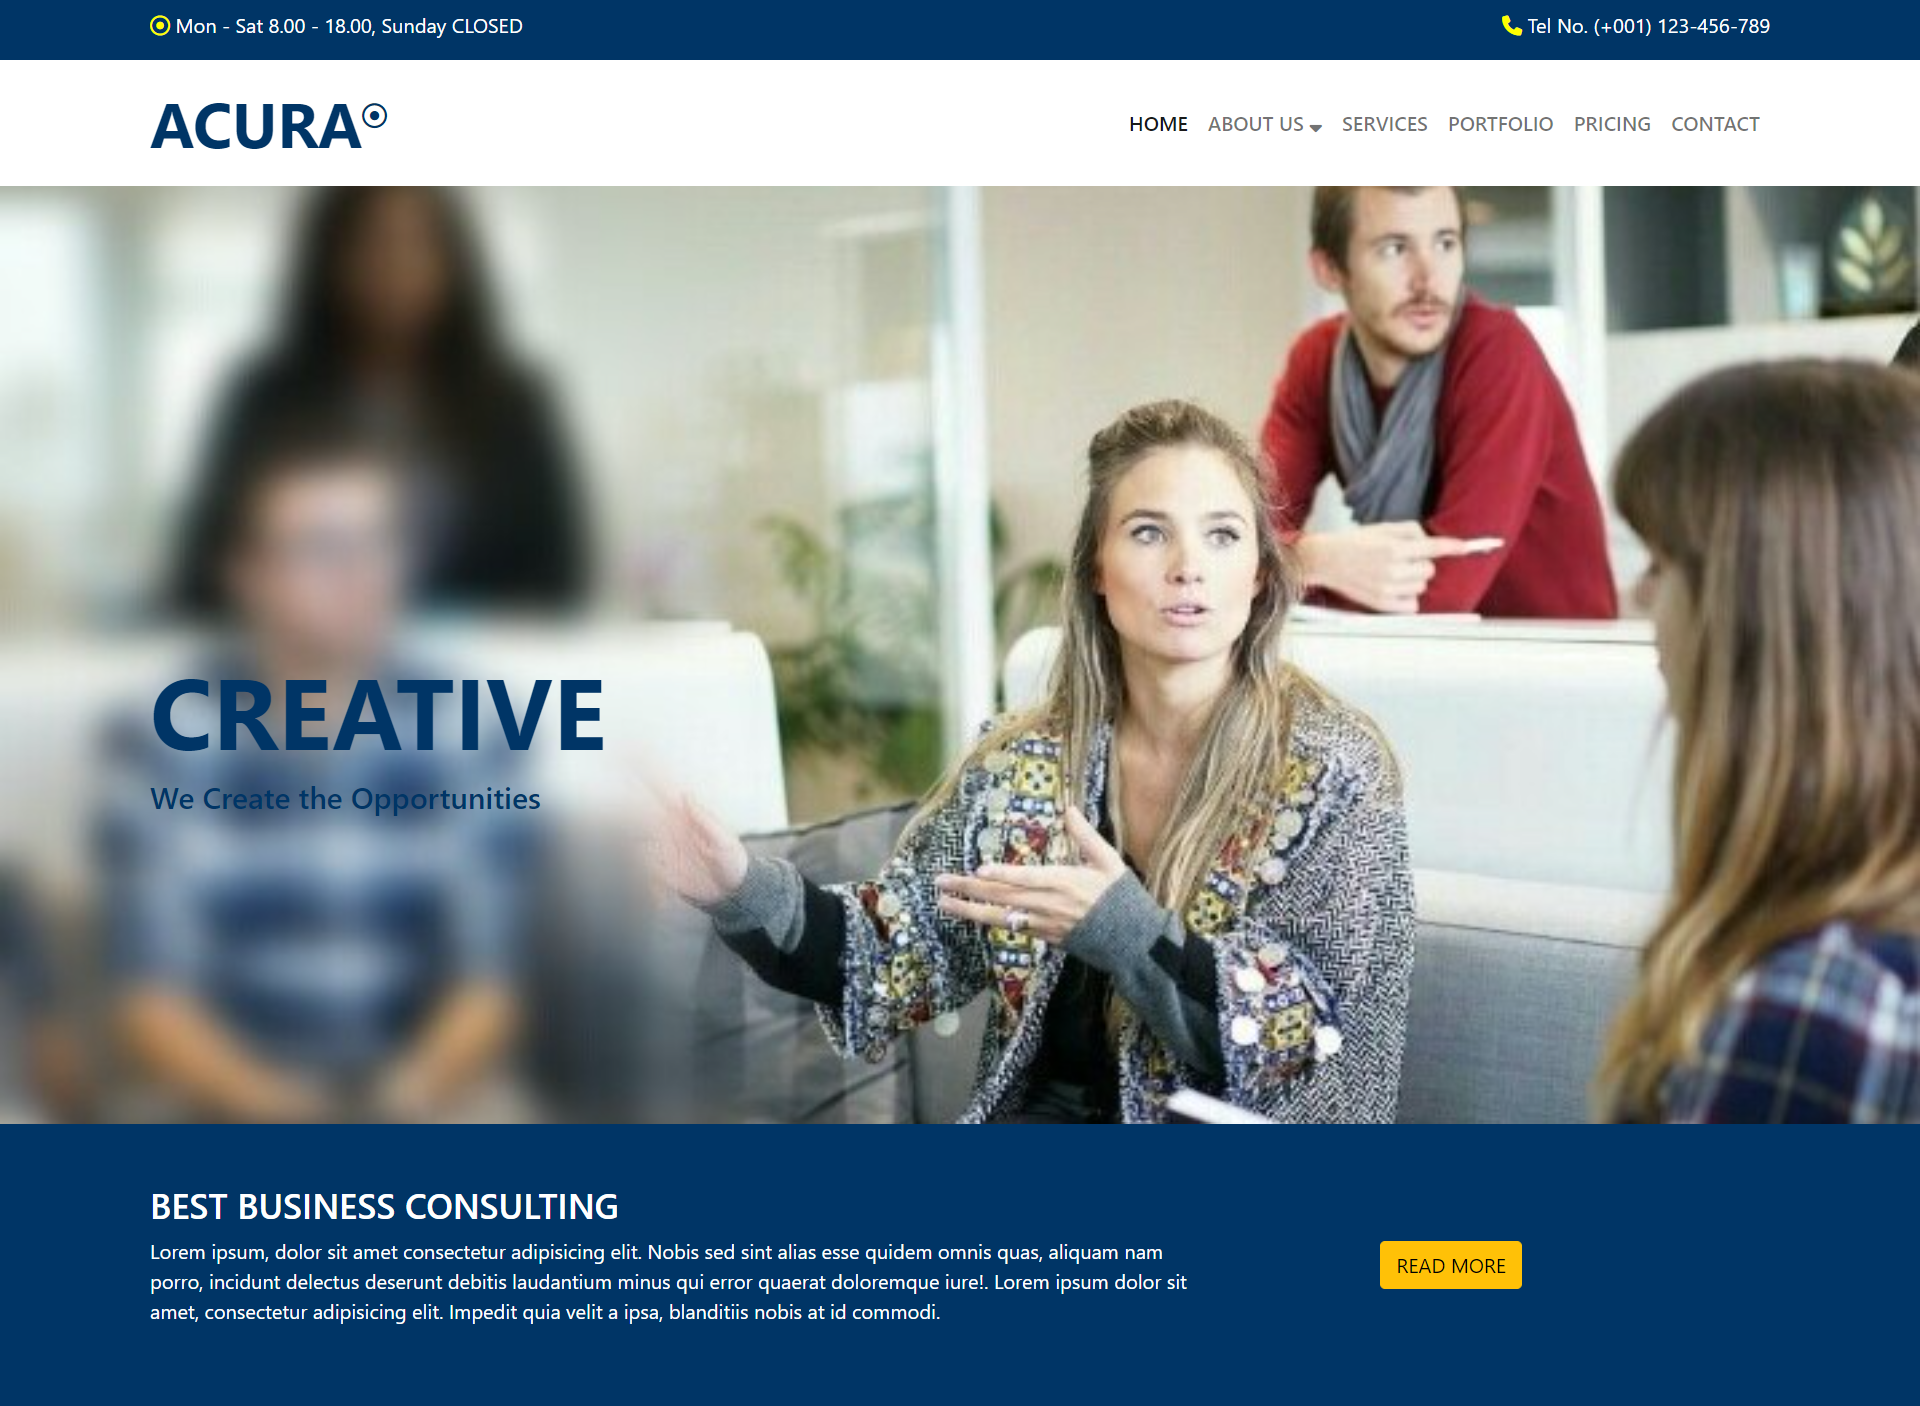 Mon - Sat 8.00 - 18.00, Sunday CLOSED
Tel No. (+001) 123-456-789
ACURA
HOME ABOUT US SERVICES PORTFOLIO PRICING CONTACT
CREATIVE
We Create the Opportunities
BEST BUSINESS CONSULTING
Lorem ipsum, dolor sit amet consectetur adipisicing elit. Nobis sed sint alias esse quidem omnis quas, aliquam nam
porro, incidunt delectus deserunt debitis laudantium minus qui error quaerat doloremque iure!. Lorem ipsum dolor sit
amet, consectetur adipisicing elit. Impedit quia velit a ipsa, blanditiis nobis at id commodi.
READ MORE